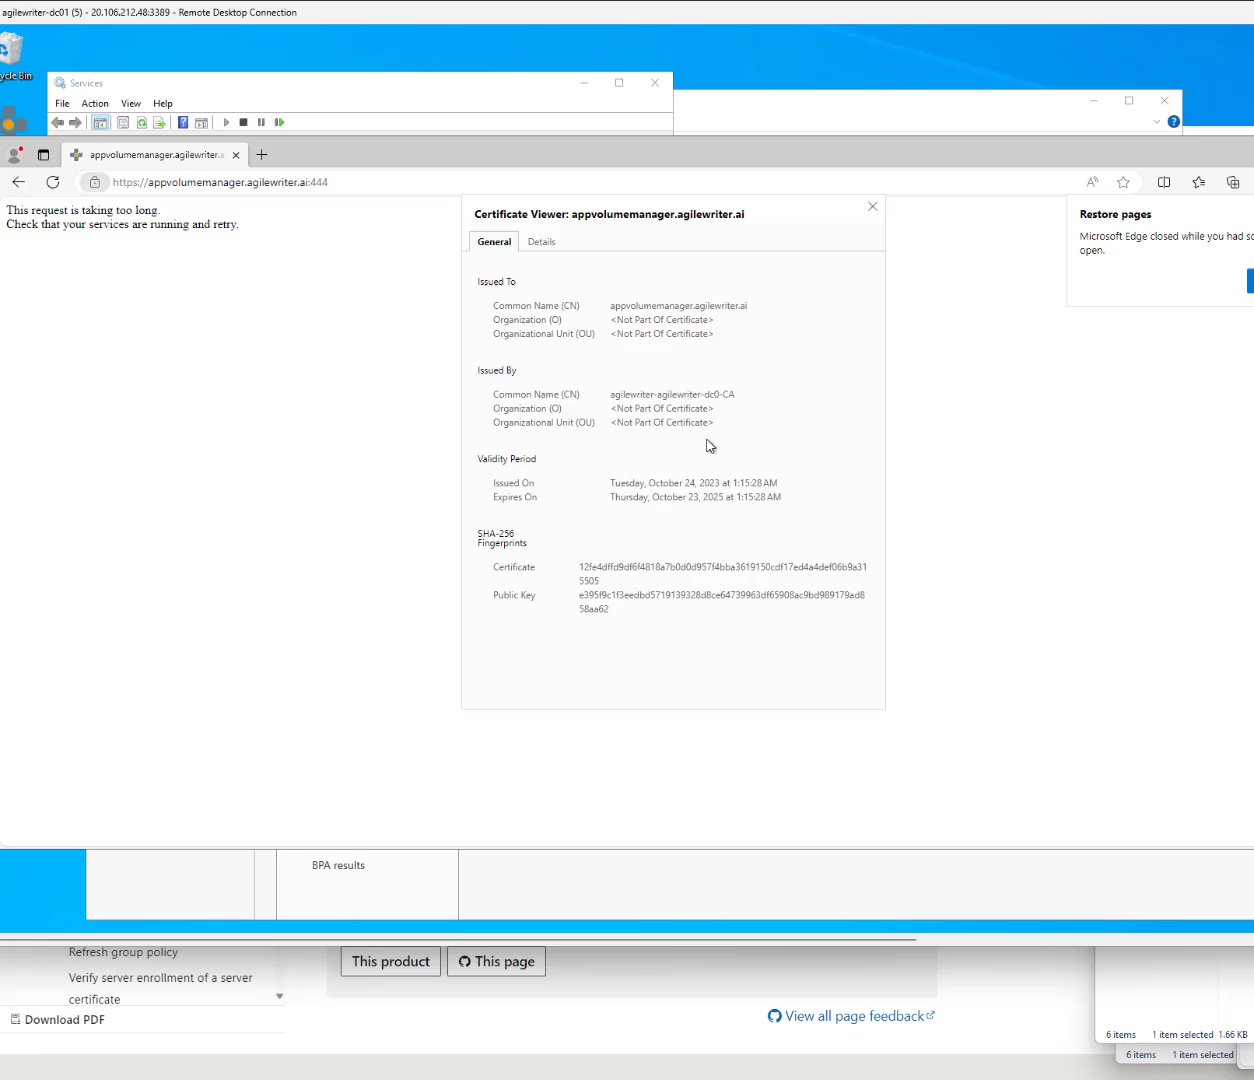 agilewriter-dc01 (5) - 20.106.212.48:3389 - Remote Desktop Connection
Services
File Action View Help
appvolumemanager.agilewriter.a
https://appvolumemanager.agilewriter.ai:444
This request is taking too long.
Check that your services are running and retry.
Certificate Viewer: appvolumemanager.agilewriter.ai
General Details
Issued To
Common Name (CN) appvolumemanager.agilewriter.ai
Organization (O) <Not Part Of Certificate>
Organizational Unit (OU) <Not Part Of Certificate>
Issued By
Common Name (CN) agilewriter-agilewriter-dc0-CA
Organization (O) <Not Part Of Certificate>
Organizational Unit (OU) <Not Part Of Certificate>
Validity Period
Issued On Tuesday, October 24, 2023 at 1:15:28 AM
Expires On Thursday, October 23, 2025 at 1:15:28 AM
SHA-256
Fingerprints
Certificate 12fe4dffd9df6f4818a7b0d0d957f4bba3619150cdf17ed4a4def06b9a31
5505
Public Key e395f9c1f3eedbd5719139328d8ce64739963df65908ac9bd989179ad8
58aa62
Restore pages
Microsoft Edge closed while you had so
open.
ycle Bin
BPA results
Refresh group policy
Verify server enrollment of a server
certificate
Download PDF
This product This page
View all page feedback
6 items 1 item selected 1.66 KB
6 items 1 item selected